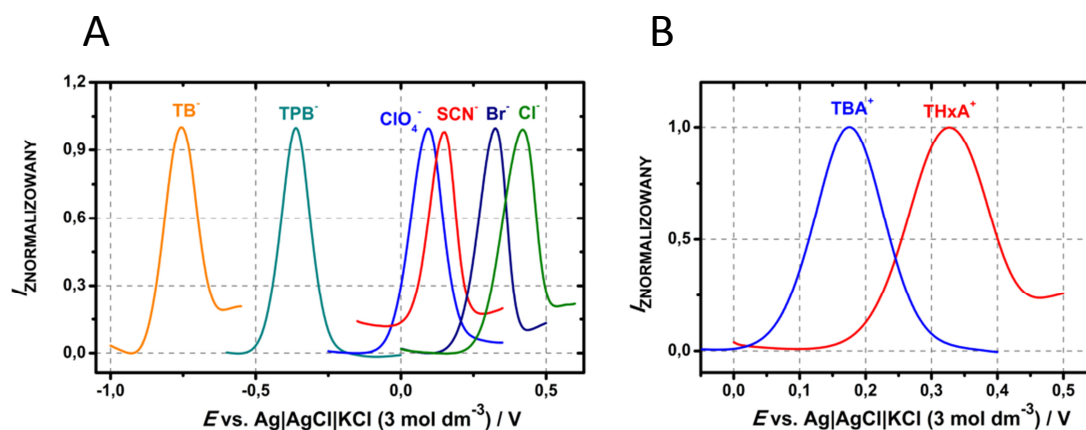 A
B
1,2
0,9
0,6
0,3
0,0
-1,0
-0,5
0,0
0,5
TB⁻
TPB⁻
ClO₄⁻
SCN⁻
Br⁻
Cl⁻
I ZNORMALIZOWANY
E vs. Ag|AgCl|KCl (3 mol dm⁻³) / V
1,0
0,5
0,0
0,0
0,1
0,2
0,3
0,4
0,5
TBA⁺
THxA⁺
I ZNORMALIZOWANY
E vs. Ag|AgCl|KCl (3 mol dm⁻³) / V